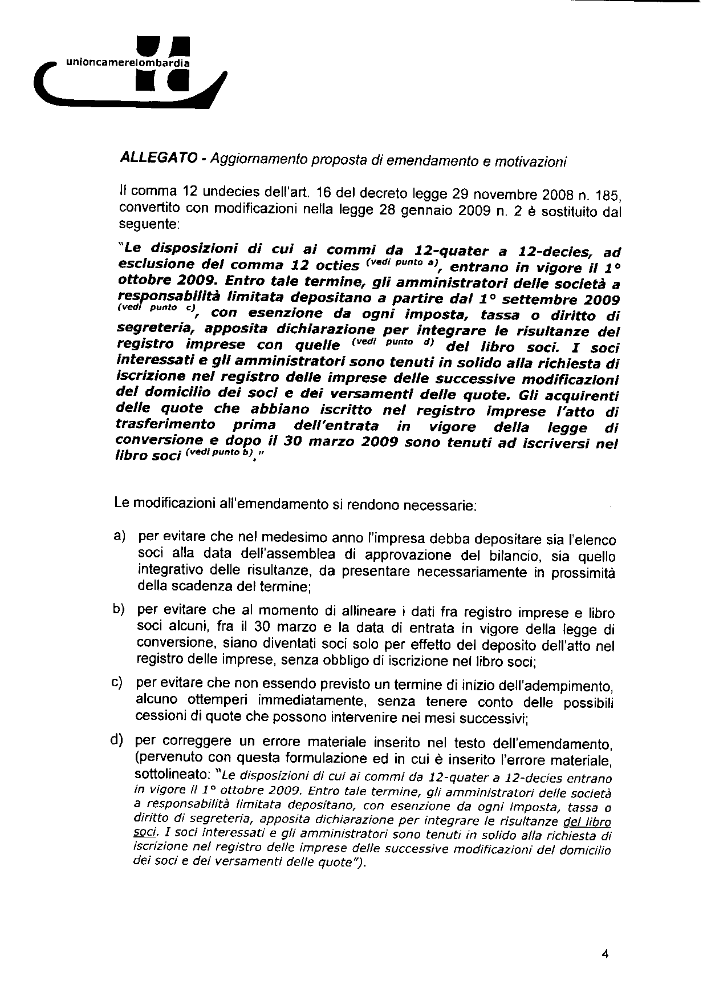 unioncamerelombardia
ALLEGATO - Aggiornamento proposta di emendamento e motivazioni
Il comma 12 undecies dell'art. 16 del decreto legge 29 novembre 2008 n. 185,
convertito con modificazioni nella legge 28 gennaio 2009 n. 2 è sostituito dal
seguente:
"Le disposizioni di cui ai commi da 12-quater a 12-decies, ad
esclusione del comma 12 octies (vedi punto a), entrano in vigore il 1°
ottobre 2009. Entro tale termine, gli amministratori delle società a
responsabilità limitata depositano a partire dal 1° settembre 2009
(vedi punto c), con esenzione da ogni imposta, tassa o diritto di
segreteria, apposita dichiarazione per integrare le risultanze del
registro imprese con quelle (vedi punto d) del libro soci. I soci
interessati e gli amministratori sono tenuti in solido alla richiesta di
iscrizione nel registro delle imprese delle successive modificazioni
del domicilio dei soci e dei versamenti delle quote. Gli acquirenti
delle quote che abbiano iscritto nel registro imprese l'atto di
trasferimento prima dell'entrata in vigore della legge di
conversione e dopo il 30 marzo 2009 sono tenuti ad iscriversi nel
libro soci (vedi punto b)."
Le modificazioni all'emendamento si rendono necessarie:
a) per evitare che nel medesimo anno l'impresa debba depositare sia l'elenco
soci alla data dell'assemblea di approvazione del bilancio, sia quello
integrativo delle risultanze, da presentare necessariamente in prossimità
della scadenza del termine;
b) per evitare che al momento di allineare i dati fra registro imprese e libro
soci alcuni, fra il 30 marzo e la data di entrata in vigore della legge di
conversione, siano diventati soci solo per effetto del deposito dell'atto nel
registro delle imprese, senza obbligo di iscrizione nel libro soci;
c) per evitare che non essendo previsto un termine di inizio dell'adempimento,
alcuno ottemperi immediatamente, senza tenere conto delle possibili
cessioni di quote che possono intervenire nei mesi successivi;
d) per correggere un errore materiale inserito nel testo dell'emendamento,
(pervenuto con questa formulazione ed in cui è inserito l'errore materiale,
sottolineato: "Le disposizioni di cui ai commi da 12-quater a 12-decies entrano
in vigore il 1° ottobre 2009. Entro tale termine, gli amministratori delle società
a responsabilità limitata depositano, con esenzione da ogni imposta, tassa o
diritto di segreteria, apposita dichiarazione per integrare le risultanze del libro
soci. I soci interessati e gli amministratori sono tenuti in solido alla richiesta di
iscrizione nel registro delle imprese delle successive modificazioni del domicilio
dei soci e dei versamenti delle quote").
4